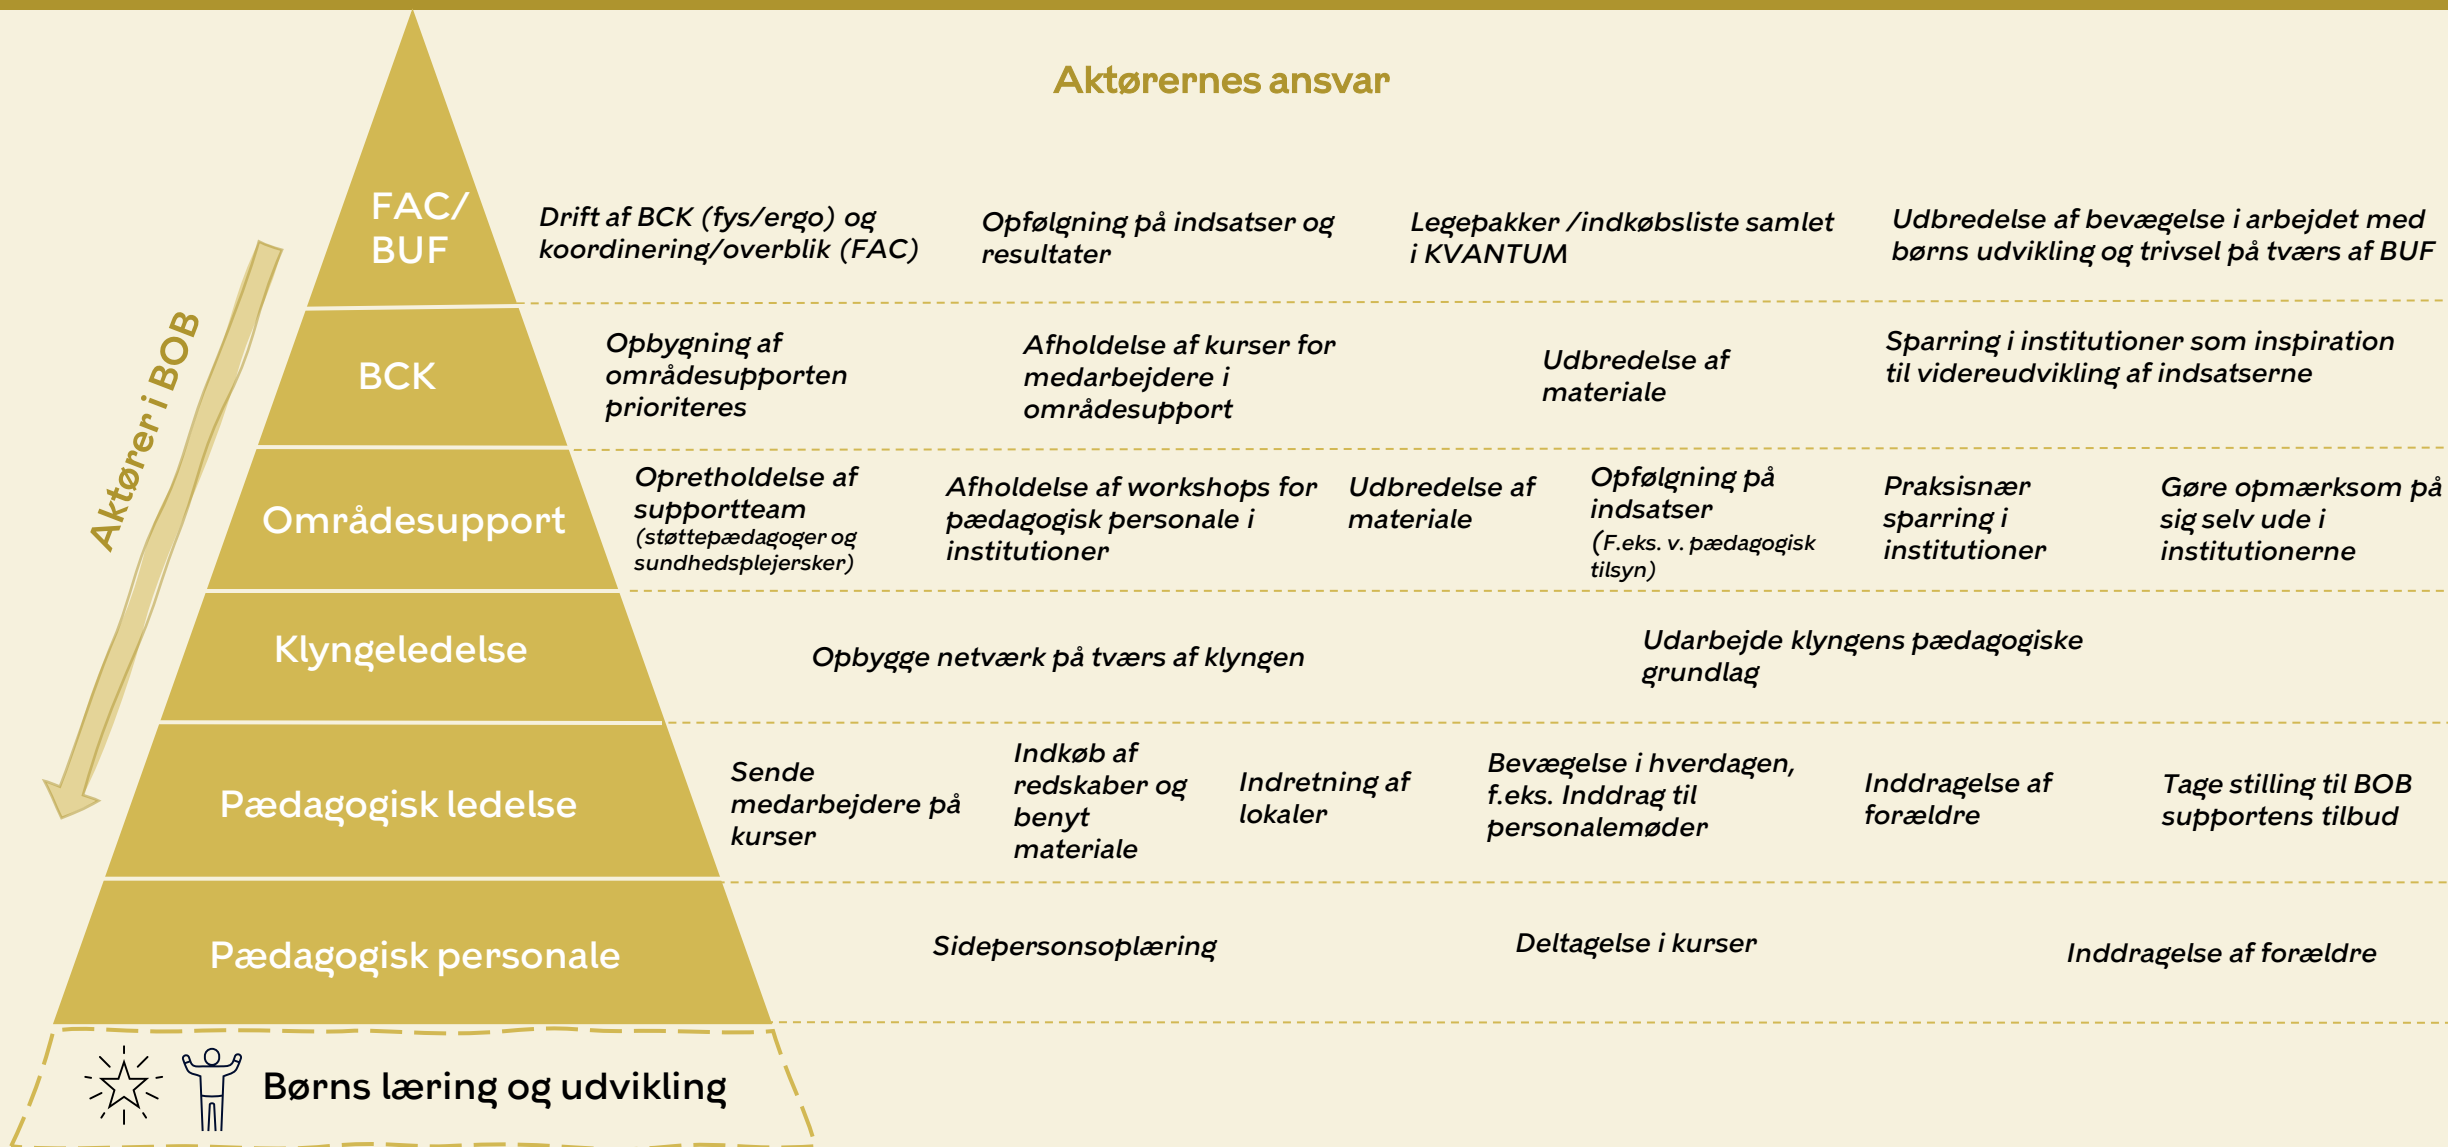 Aktørernes ansvar
Aktører i BOB
FAC/
BUF
Drift af BCK (fys/ergo) og
koordinering/overblik (FAC)
Opfølgning på indsatser og
resultater
Legepakker /indkøbsliste samlet
i KVANTUM
Udbredelse af bevægelse i arbejdet med
børns udvikling og trivsel på tværs af BUF
BCK
Opbygning af
områdesupporten
prioriteres
Afholdelse af kurser for
medarbejdere i
områdesupport
Udbredelse af
materiale
Sparring i institutioner som inspiration
til videreudvikling af indsatserne
Områdesupport
Opretholdelse af
supportteam
(støttepædagoger og
sundhedsplejersker)
Afholdelse af workshops for
pædagogisk personale i
institutioner
Udbredelse af
materiale
Opfølgning på
indsatser
(F.eks. v. pædagogisk
tilsyn)
Praksisnær
sparring i
institutioner
Gøre opmærksom på
sig selv ude i
institutionerne
Klyngeledelse
Opbygge netværk på tværs af klyngen
Udarbejde klyngens pædagogiske
grundlag
Pædagogisk ledelse
Sende
medarbejdere på
kurser
Indkøb af
redskaber og
benyt
materiale
Indretning af
lokaler
Bevægelse i hverdagen,
f.eks. Inddrag til
personalemøder
Inddragelse af
forældre
Tage stilling til BOB
supportens tilbud
Pædagogisk personale
Sidepersonsoplæring
Deltagelse i kurser
Inddragelse af forældre
Børns læring og udvikling